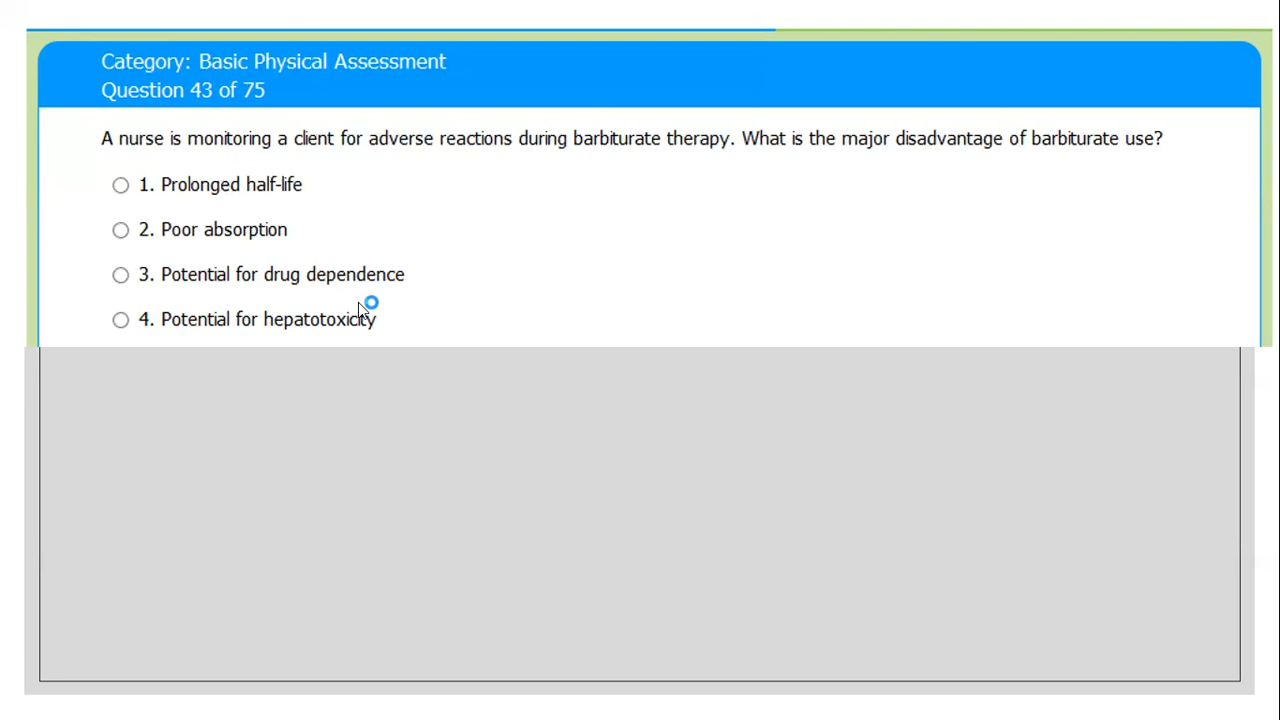 Category: Basic Physical Assessment
Question 43 of 75
A nurse is monitoring a client for adverse reactions during barbiturate therapy. What is the major disadvantage of barbiturate use?
1. Prolonged half-life
2. Poor absorption
3. Potential for drug dependence
4. Potential for hepatotoxicity